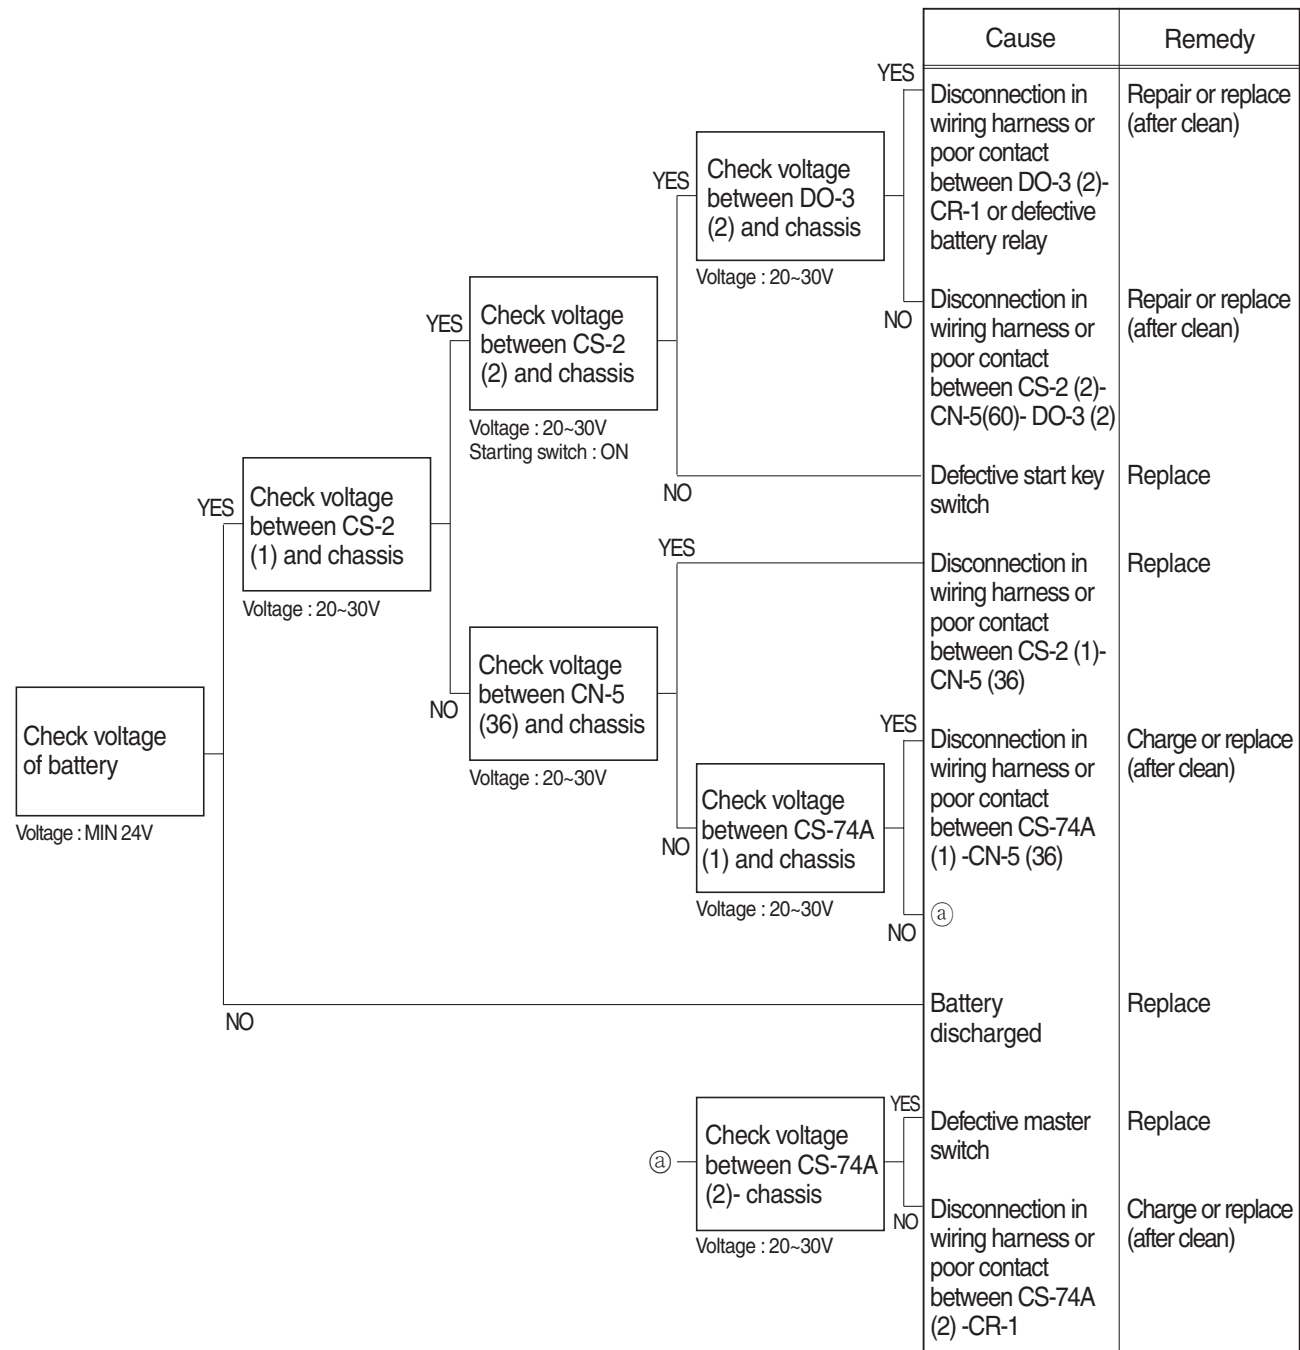 Cause
Remedy
YES
Disconnection in
wiring harness or
poor contact
between DO-3 (2)-
CR-1 or defective
battery relay
Repair or replace
(after clean)
Check voltage
between DO-3
(2) and chassis
Voltage : 20~30V
YES
NO
Disconnection in
wiring harness or
poor contact
between CS-2 (2)-
CN-5(60)- DO-3 (2)
Repair or replace
(after clean)
YES
Check voltage
between CS-2
(2) and chassis
Voltage : 20~30V
Starting switch : ON
NO
Defective start key
switch
Replace
YES
Check voltage
between CS-2
(1) and chassis
Voltage : 20~30V
YES
Disconnection in
wiring harness or
poor contact
between CS-2 (1)-
CN-5 (36)
Replace
NO
Check voltage
between CN-5
(36) and chassis
Voltage : 20~30V
Check voltage
of battery
Voltage : MIN 24V
YES
Disconnection in
wiring harness or
poor contact
between CS-74A
(1) -CN-5 (36)
Charge or replace
(after clean)
NO
Check voltage
between CS-74A
(1) and chassis
Voltage : 20~30V
NO
ⓐ
NO
Battery
discharged
Replace
ⓐ
Check voltage
between CS-74A
(2)- chassis
Voltage : 20~30V
YES
Defective master
switch
Replace
NO
Disconnection in
wiring harness or
poor contact
between CS-74A
(2) -CR-1
Charge or replace
(after clean)